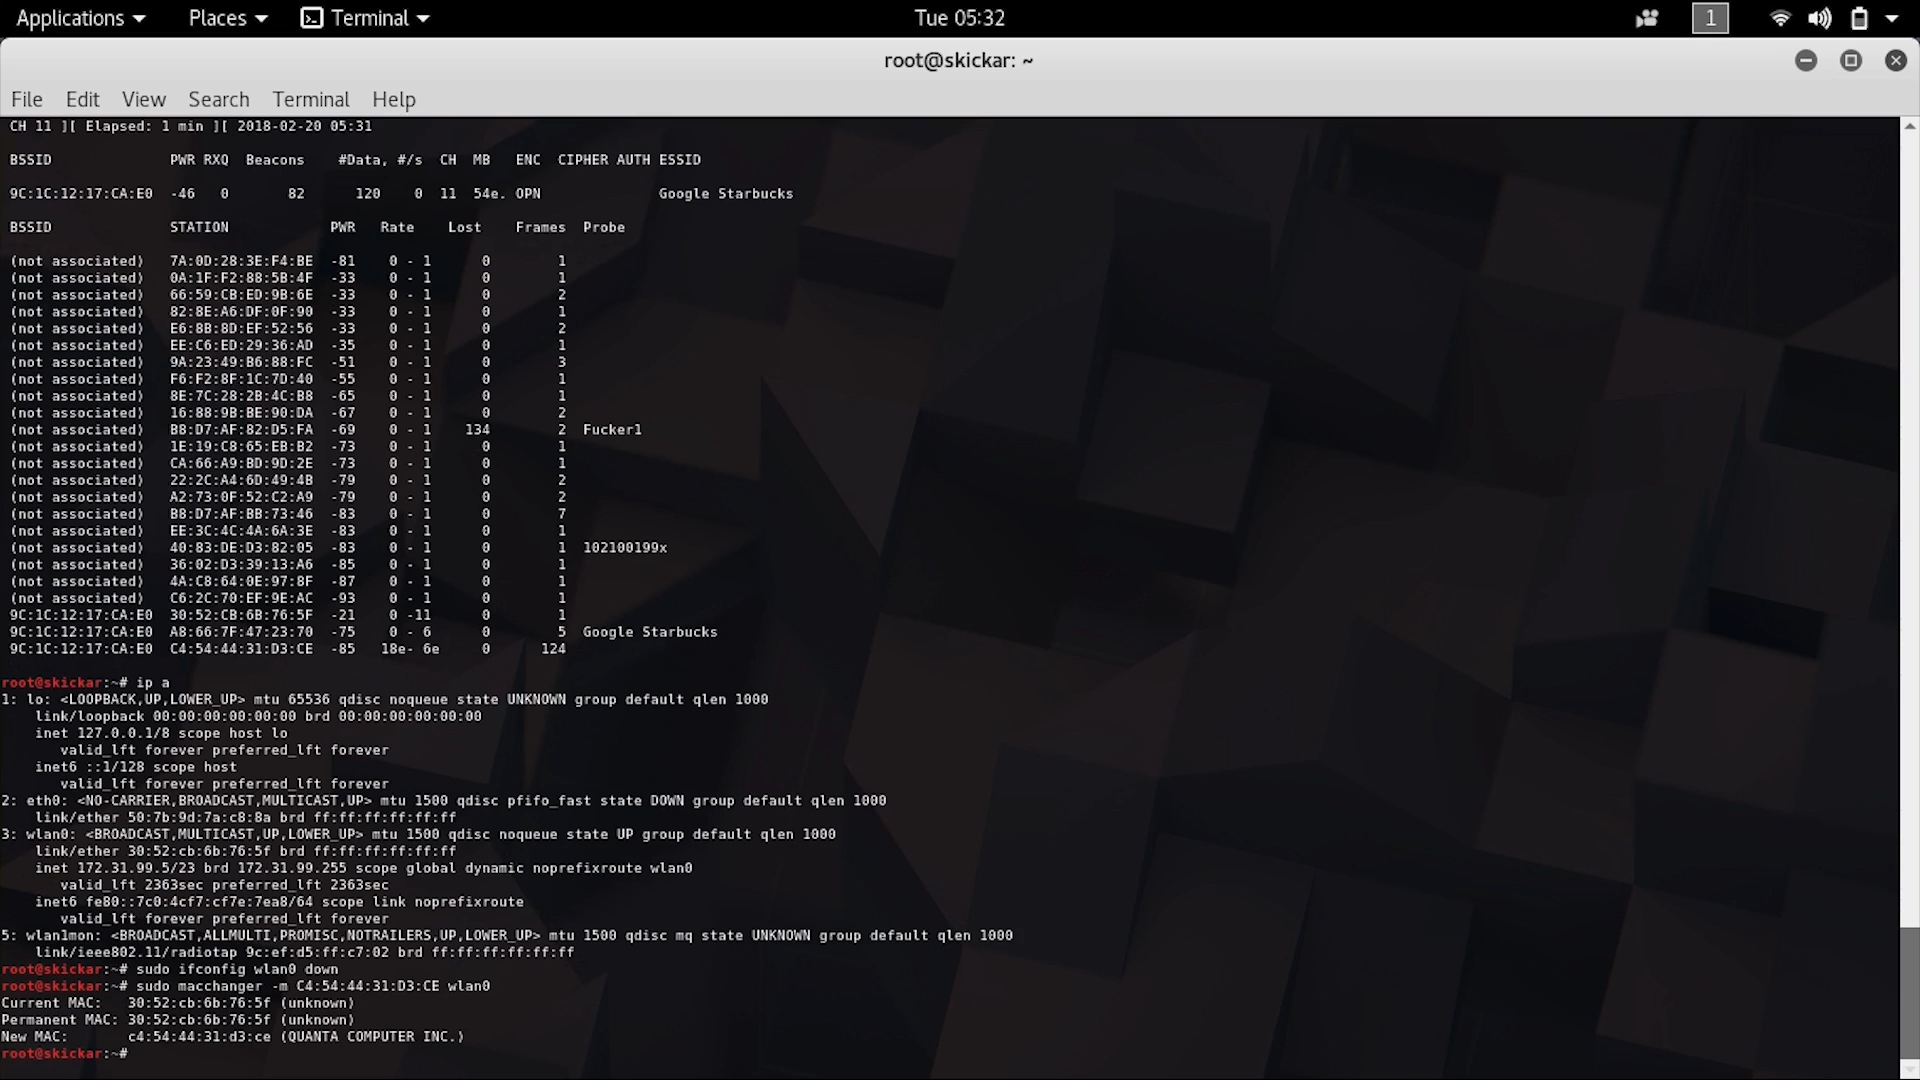 Applications Places Terminal Tue 05:32 1
root@skickar: ~
File Edit View Search Terminal Help
CH 11 ][ Elapsed: 1 min ][ 2018-02-20 05:31
BSSID PWR RXQ Beacons #Data, #/s CH MB ENC CIPHER AUTH ESSID
9C:1C:12:17:CA:E0 -46 0 82 120 0 11 54e. OPN Google Starbucks
BSSID STATION PWR Rate Lost Frames Probe
(not associated) 7A:0D:28:3E:F4:BE -81 0 - 1 0 1
(not associated) 0A:1F:F2:88:5B:4F -33 0 - 1 0 1
(not associated) 66:59:CB:ED:9B:6E -33 0 - 1 0 2
(not associated) 82:8E:A6:DF:0F:90 -33 0 - 1 0 1
(not associated) E6:8B:8D:EF:52:56 -33 0 - 1 0 2
(not associated) EE:C6:ED:29:36:AD -35 0 - 1 0 1
(not associated) 9A:23:49:B6:88:FC -51 0 - 1 0 3
(not associated) F6:F2:8F:1C:7D:40 -55 0 - 1 0 1
(not associated) 8E:7C:28:2B:4C:B8 -65 0 - 1 0 1
(not associated) 16:88:9B:BE:90:DA -67 0 - 1 0 2
(not associated) B8:D7:AF:82:D5:FA -69 0 - 1 134 2 Fucker1
(not associated) 1E:19:C8:65:EB:B2 -73 0 - 1 0 1
(not associated) CA:66:A9:BD:9D:2E -73 0 - 1 0 1
(not associated) 22:2C:A4:6D:49:4B -79 0 - 1 0 2
(not associated) A2:73:0F:52:C2:A9 -79 0 - 1 0 2
(not associated) B8:D7:AF:BB:73:46 -83 0 - 1 0 7
(not associated) EE:3C:4C:4A:6A:3E -83 0 - 1 0 1
(not associated) 40:83:DE:D3:82:05 -83 0 - 1 0 1 102100199x
(not associated) 36:02:D3:39:13:A6 -85 0 - 1 0 1
(not associated) 4A:C8:64:0E:97:8F -87 0 - 1 0 1
(not associated) C6:2C:70:EF:9E:AC -93 0 - 1 0 1
9C:1C:12:17:CA:E0 30:52:CB:6B:76:5F -21 0 -11 0 1
9C:1C:12:17:CA:E0 A8:66:7F:47:23:70 -75 0 - 6 0 5 Google Starbucks
9C:1C:12:17:CA:E0 C4:54:44:31:D3:CE -85 18e- 6e 0 124
root@skickar:~# ip a
1: lo: <LOOPBACK,UP,LOWER_UP> mtu 65536 qdisc noqueue state UNKNOWN group default qlen 1000
link/loopback 00:00:00:00:00:00 brd 00:00:00:00:00:00
inet 127.0.0.1/8 scope host lo
valid_lft forever preferred_lft forever
inet6 ::1/128 scope host
valid_lft forever preferred_lft forever
2: eth0: <NO-CARRIER,BROADCAST,MULTICAST,UP> mtu 1500 qdisc pfifo_fast state DOWN group default qlen 1000
link/ether 50:7b:9d:7a:c8:8a brd ff:ff:ff:ff:ff:ff
3: wlan0: <BROADCAST,MULTICAST,UP,LOWER_UP> mtu 1500 qdisc noqueue state UP group default qlen 1000
link/ether 30:52:cb:6b:76:5f brd ff:ff:ff:ff:ff:ff
inet 172.31.99.5/23 brd 172.31.99.255 scope global dynamic noprefixroute wlan0
valid_lft 2363sec preferred_lft 2363sec
inet6 fe80::7c0:4cf7:cf7e:7ea8/64 scope link noprefixroute
valid_lft forever preferred_lft forever
5: wlan1mon: <BROADCAST,ALLMULTI,PROMISC,NOTRAILERS,UP,LOWER_UP> mtu 1500 qdisc mq state UNKNOWN group default qlen 1000
link/ieee802.11/radiotap 9c:ef:d5:ff:c7:02 brd ff:ff:ff:ff:ff:ff
root@skickar:~# sudo ifconfig wlan0 down
root@skickar:~# sudo macchanger -m C4:54:44:31:D3:CE wlan0
Current MAC: 30:52:cb:6b:76:5f (unknown)
Permanent MAC: 30:52:cb:6b:76:5f (unknown)
New MAC: c4:54:44:31:d3:ce (QUANTA COMPUTER INC.)
root@skickar:~#